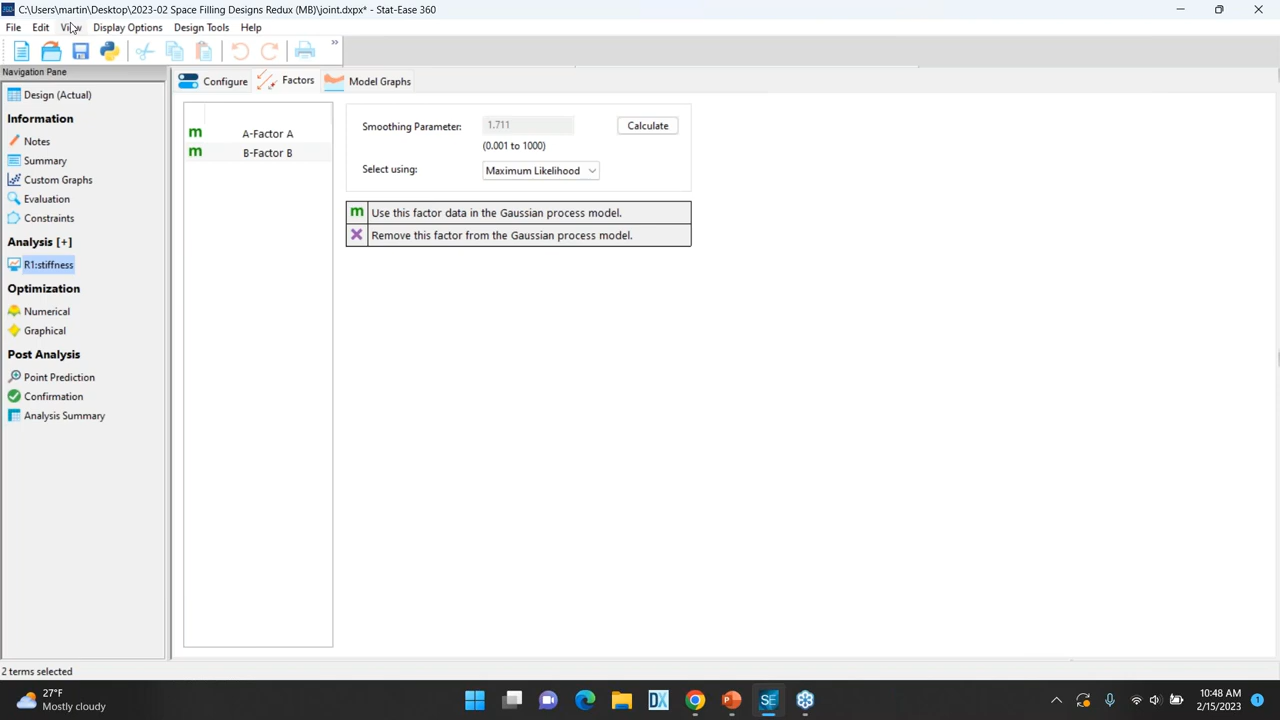 C:\Users\martin\Desktop\2023-02 Space Filling Designs Redux (MB)\joint.dxpx* - Stat-Ease 360
File Edit View Display Options Design Tools Help
Navigation Pane
Design (Actual)
Information
Notes
Summary
Custom Graphs
Evaluation
Constraints
Analysis [+]
R1:stiffness
Optimization
Numerical
Graphical
Post Analysis
Point Prediction
Confirmation
Analysis Summary
Configure Factors Model Graphs
m A-Factor A
m B-Factor B
Smoothing Parameter: 1.711 Calculate
(0.001 to 1000)
Select using: Maximum Likelihood
m Use this factor data in the Gaussian process model.
Remove this factor from the Gaussian process model.
2 terms selected
27°F
Mostly cloudy
DX
SE
10:48 AM
2/15/2023
1